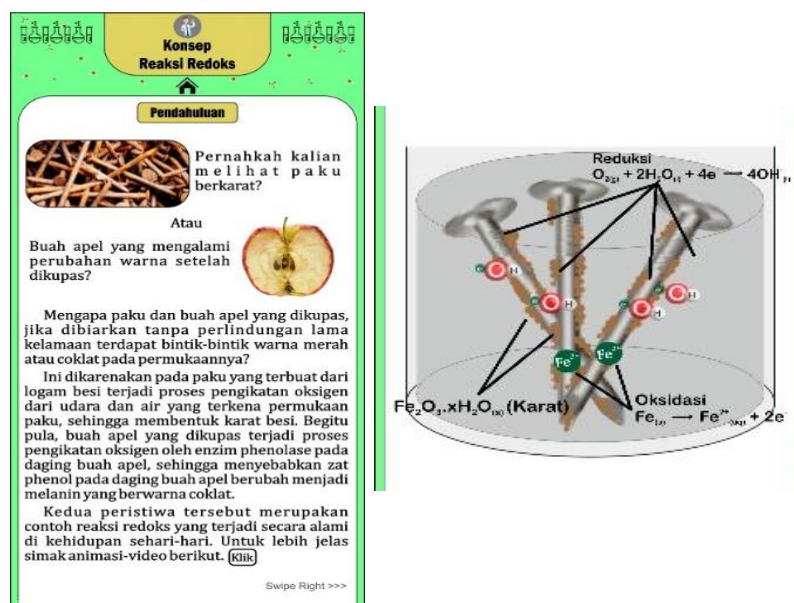 Konsep
Reaksi Redoks
Pendahuluan
Pernahkah kalian
melihat paku
berkarat?
Atau
Buah apel yang mengalami
perubahan warna setelah
dikupas?
Mengapa paku dan buah apel yang dikupas,
jika dibiarkan tanpa perlindungan lama
kelamaan terdapat bintik-bintik warna merah
atau coklat pada permukaannya?
Ini dikarenakan pada paku yang terbuat dari
logam besi terjadi proses pengikatan oksigen
dari udara dan air yang terkena permukaan
paku, sehingga membentuk karat besi. Begitu
pula, buah apel yang dikupas terjadi proses
pengikatan oksigen oleh enzim phenolase pada
daging buah apel, sehingga menyebabkan zat
phenol pada daging buah apel berubah menjadi
melanin yang berwarna coklat.
Kedua peristiwa tersebut merupakan
contoh reaksi redoks yang terjadi secara alami
di kehidupan sehari-hari. Untuk lebih jelas
simak animasi-video berikut. Klik
Swipe Right >>>
Reduksi
O₂(g) + 2H₂O(l) + 4e⁻ → 4OH⁻
H
H
H
H
Fe²⁺
Fe²⁺
Fe₂O₃.xH₂O(s) (Karat)
Oksidasi
Fe(s) → Fe²⁺(aq) + 2e⁻